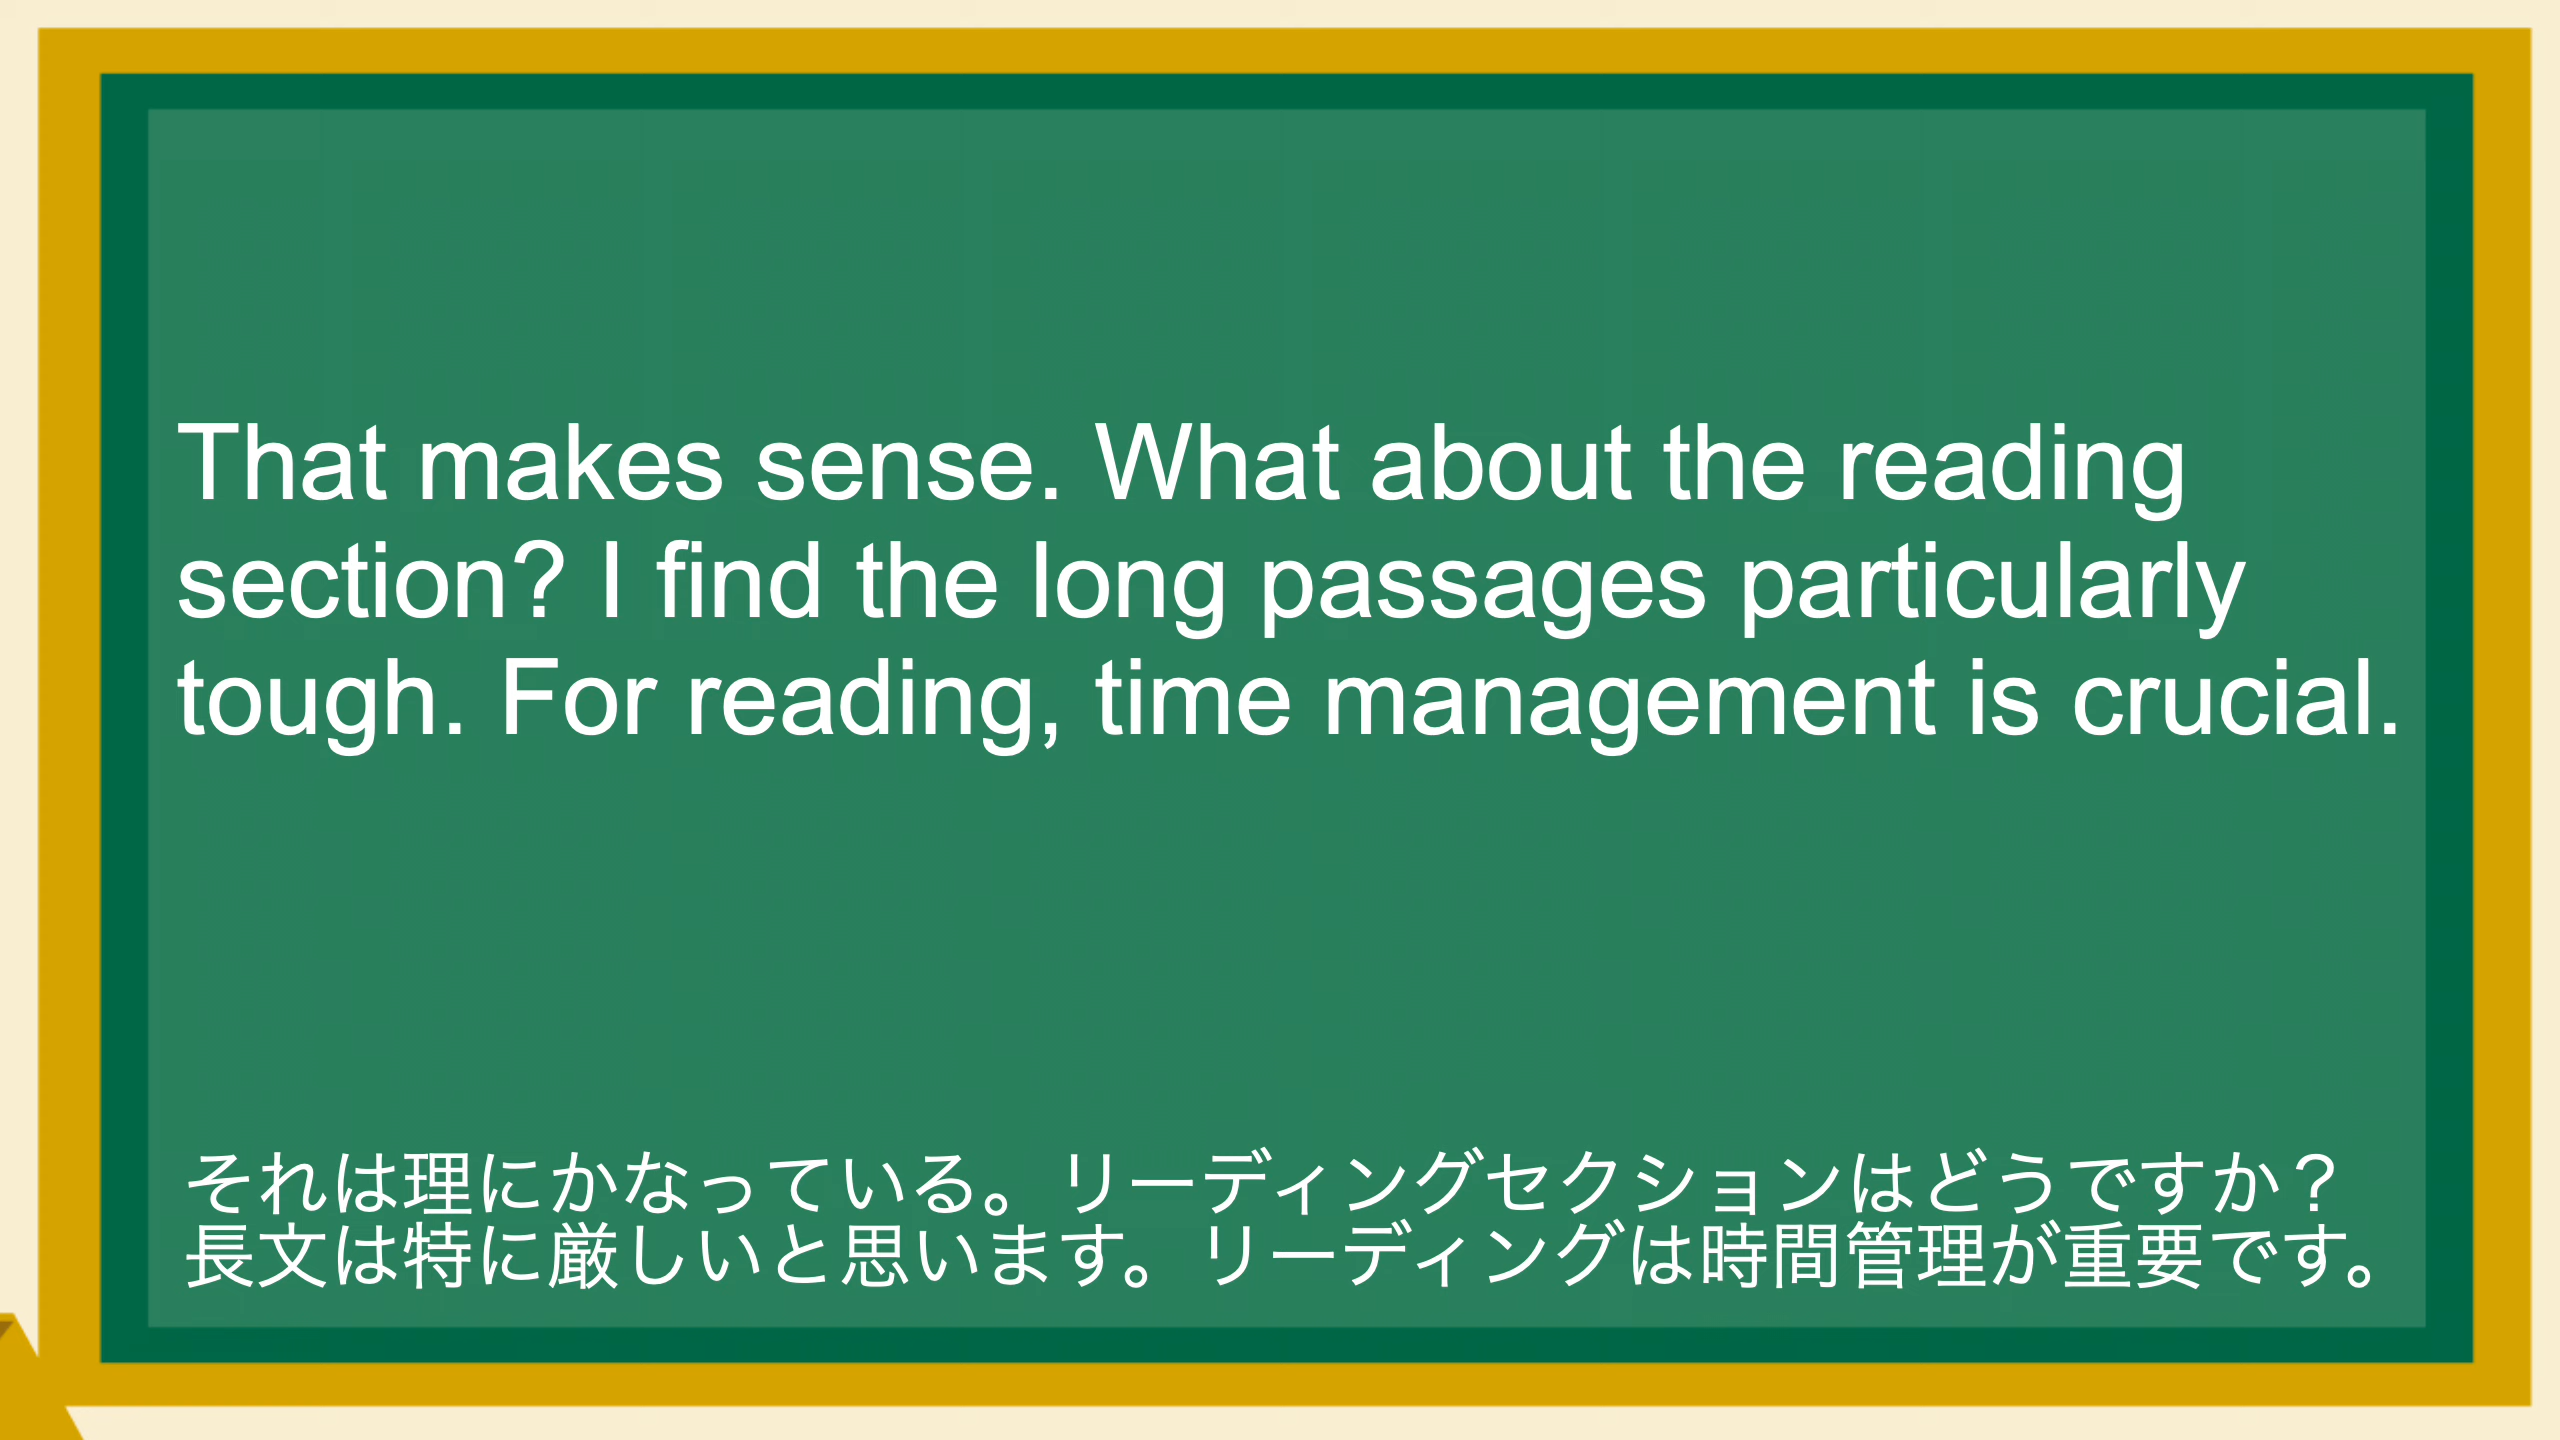 That makes sense. What about the reading
section? I find the long passages particularly
tough. For reading, time management is crucial.
それは理にかなっている。リーディングセクションはどうですか？
長文は特に厳しいと思います。リーディングは時間管理が重要です。